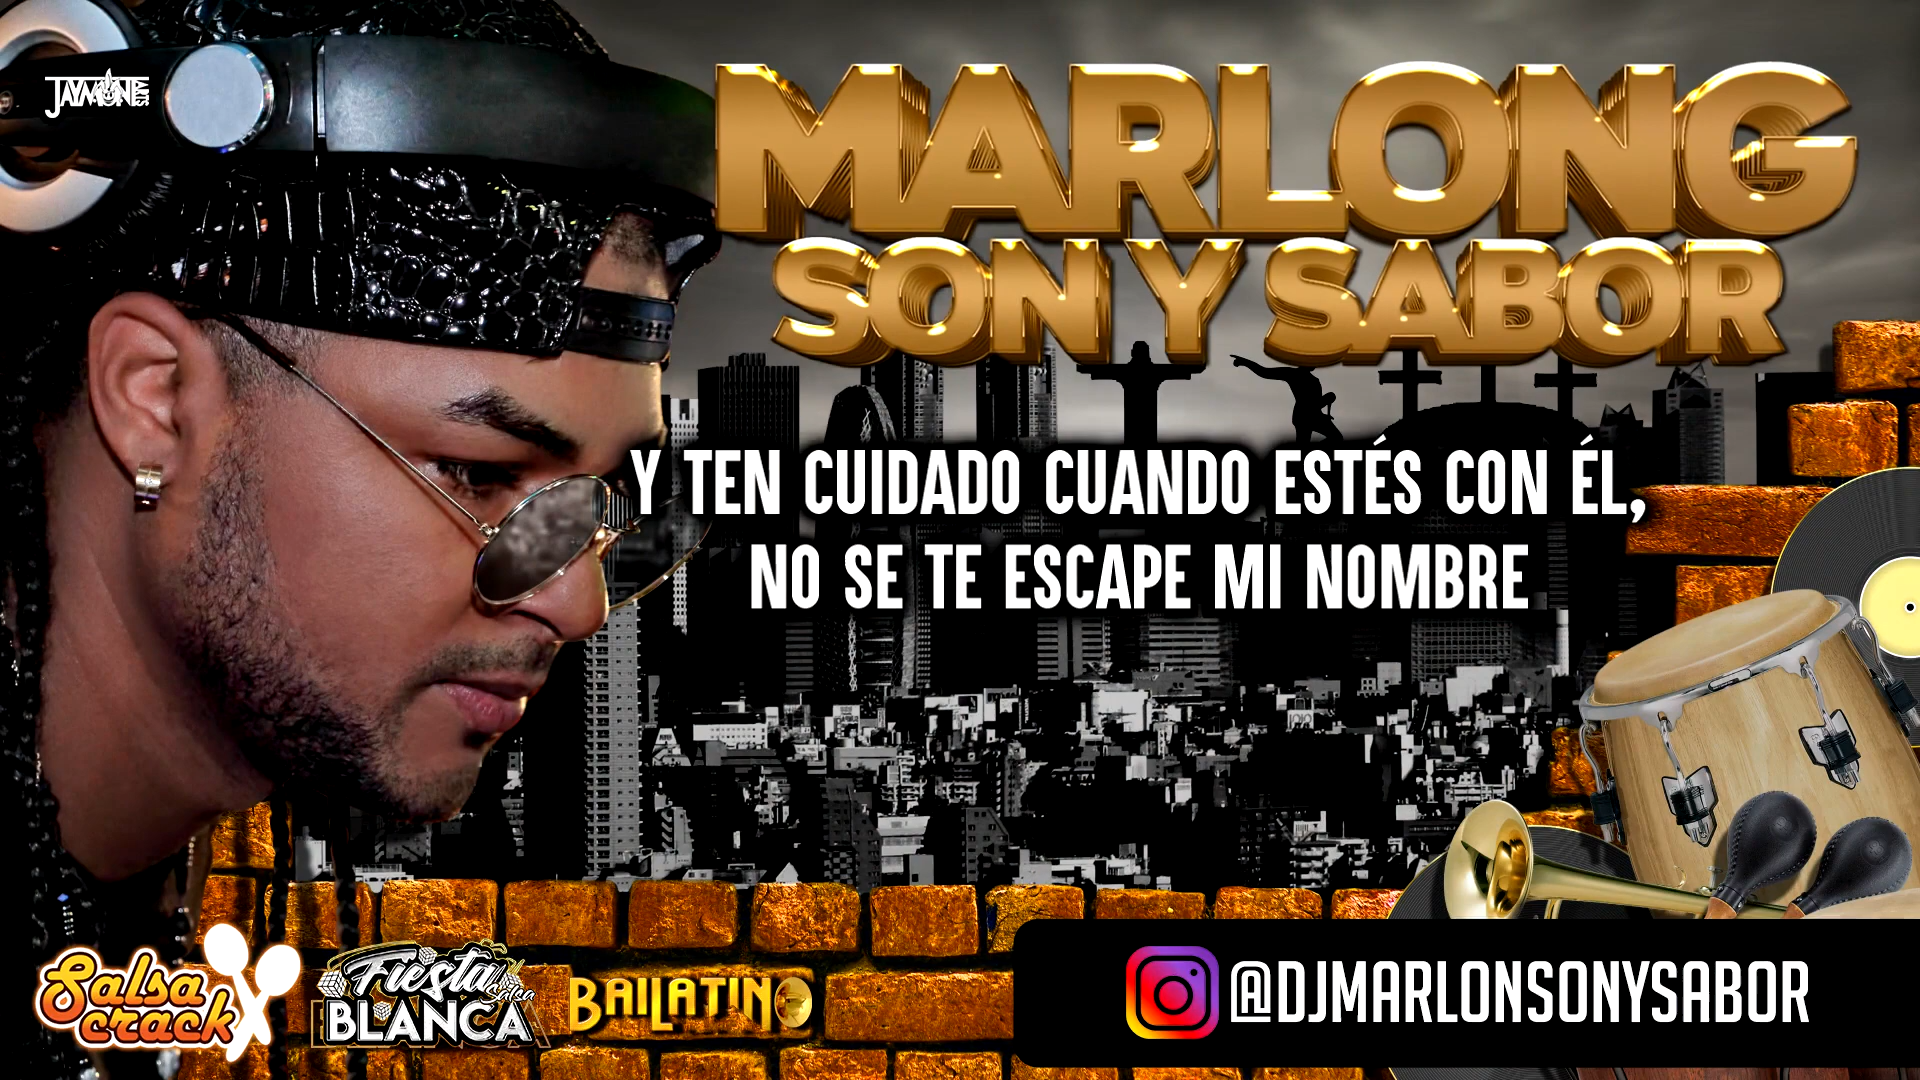 JAYMONTE
MARLONG
SON Y SABOR
Y TEN CUIDADO CUANDO ESTÉS CON ÉL,
NO SE TE ESCAPE MI NOMBRE
Salsa
crack
Fiesta
Salsa
BLANCA
BAILATINO
@DJMARLONSONYSABOR